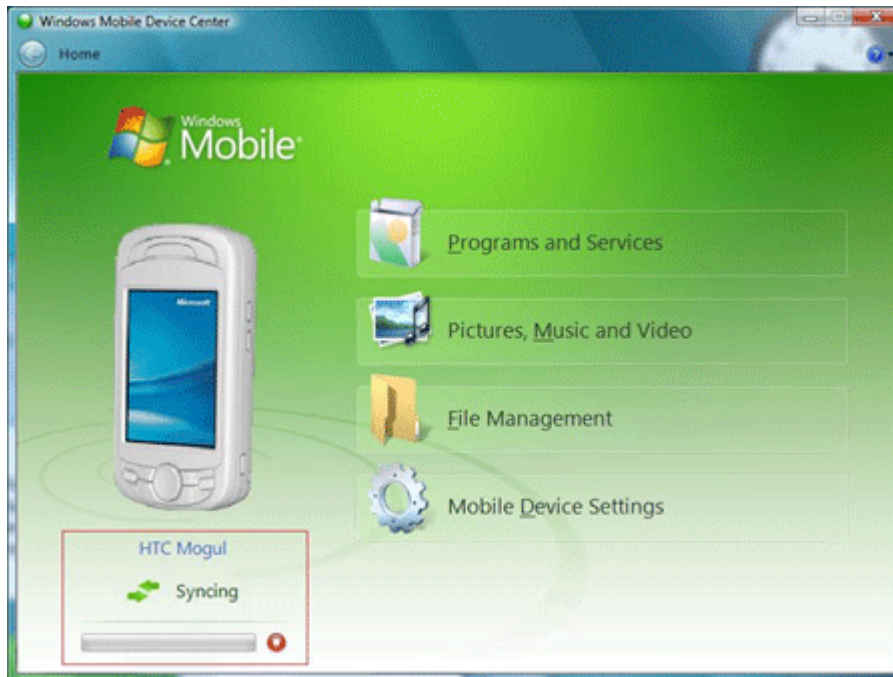 Windows Mobile Device Center
Home
Windows
Mobile
Microsoft
Programs and Services
Pictures, Music and Video
File Management
Mobile Device Settings
HTC Mogul
Syncing